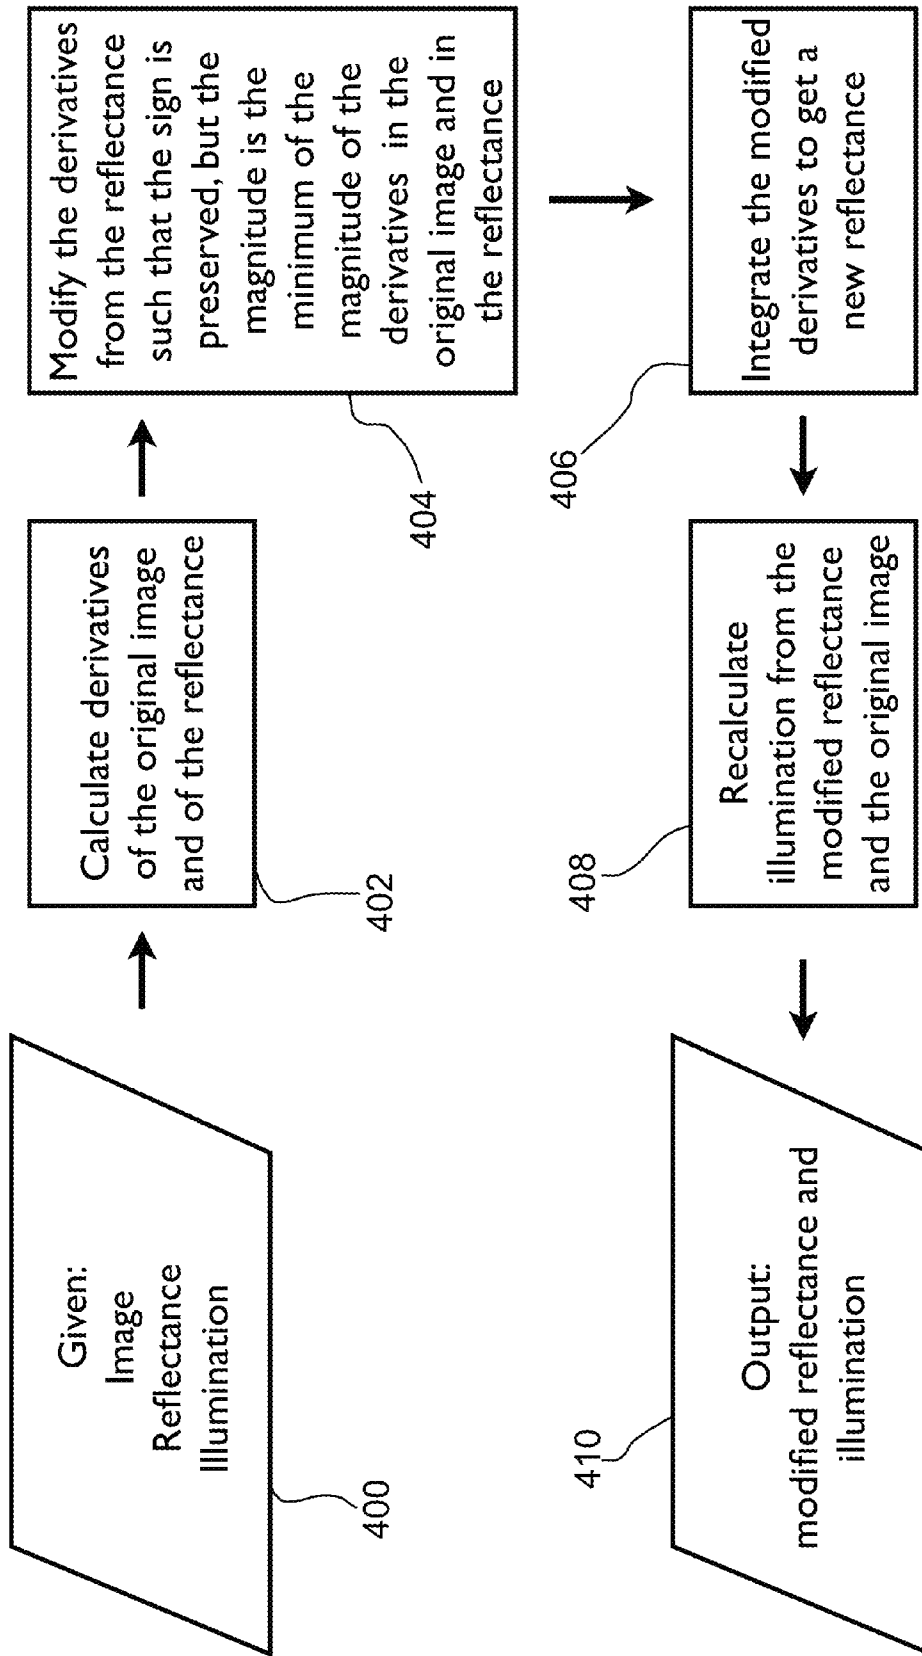 Given:
Image
Reflectance
Illumination
400
Calculate derivatives
of the original image
and of the reflectance
402
Modify the derivatives
from the reflectance
such that the sign is
preserved, but the
magnitude is the
minimum of the
magnitude of the
derivatives in the
original image and in
the reflectance
404
Integrate the modified
derivatives to get a
new reflectance
406
Recalculate
illumination from the
modified reflectance
and the original image
408
Output:
modified reflectance and
illumination
410